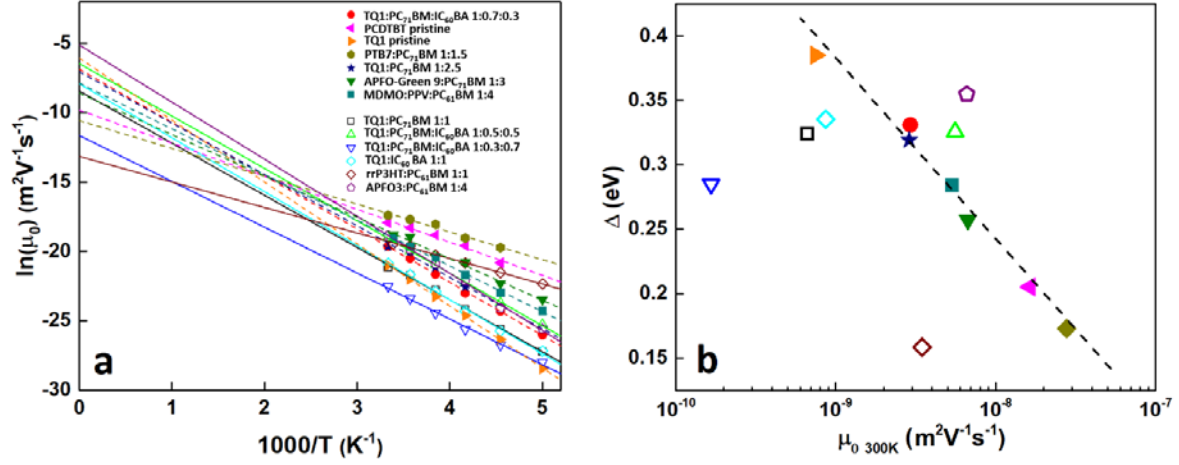 TQ1:PC71BM:IC60BA 1:0.7:0.3
PCDTBT pristine
TQ1 pristine
PTB7:PC71BM 1:1.5
TQ1:PC71BM 1:2.5
APFO-Green 9:PC71BM 1:3
MDMO:PPV:PC61BM 1:4
TQ1:PC71BM 1:1
TQ1:PC71BM:IC60BA 1:0.5:0.5
TQ1:PC71BM:IC60BA 1:0.3:0.7
TQ1:IC60BA 1:1
rrP3HT:PC61BM 1:1
APFO3:PC61BM 1:4
-5
-10
-15
-20
-25
-30
ln(μ0) (m2V-1s-1)
a
0 1 2 3 4 5
1000/T (K-1)
0.4
0.35
0.3
0.25
0.2
0.15
Δ (eV)
b
10-10 10-9 10-8 10-7
μ0 300K (m2V-1s-1)